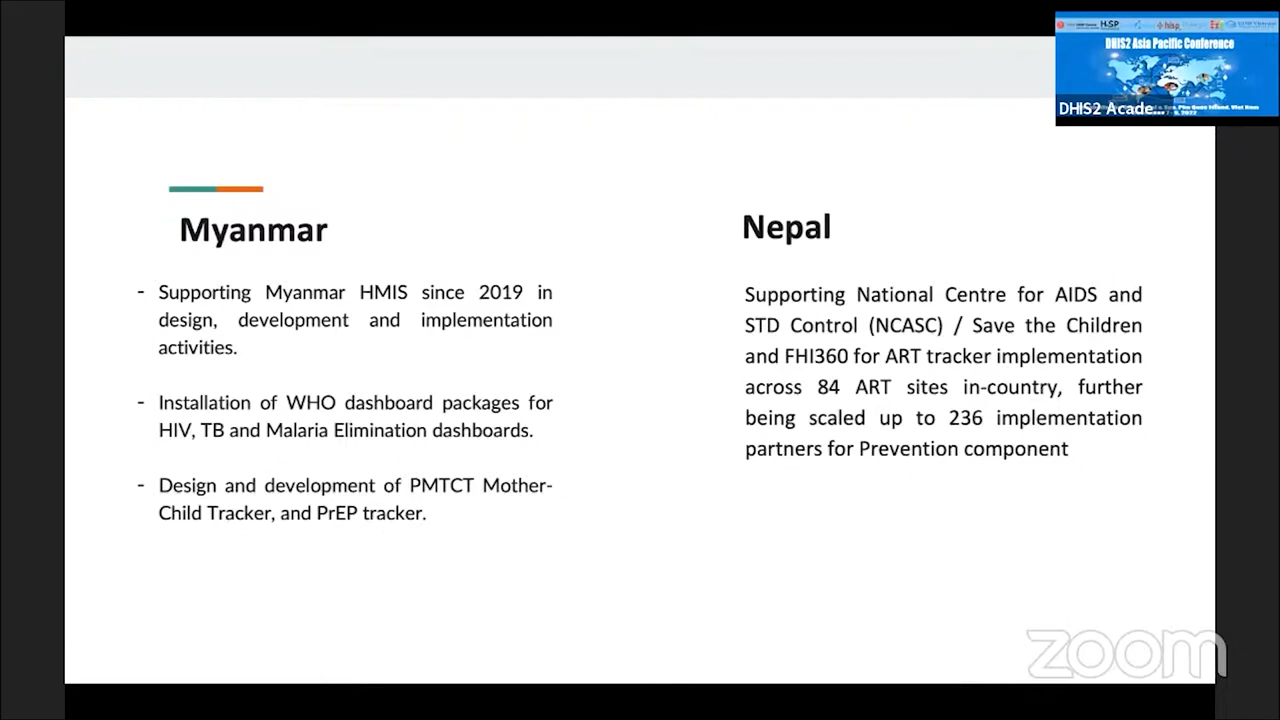 DHIS2 Asia Pacific Conference
DHIS2 Acade...
Myanmar
- Supporting Myanmar HMIS since 2019 in
design, development and implementation
activities.
- Installation of WHO dashboard packages for
HIV, TB and Malaria Elimination dashboards.
- Design and development of PMTCT Mother-
Child Tracker, and PrEP tracker.
Nepal
Supporting National Centre for AIDS and
STD Control (NCASC) / Save the Children
and FHI360 for ART tracker implementation
across 84 ART sites in-country, further
being scaled up to 236 implementation
partners for Prevention component
zoom